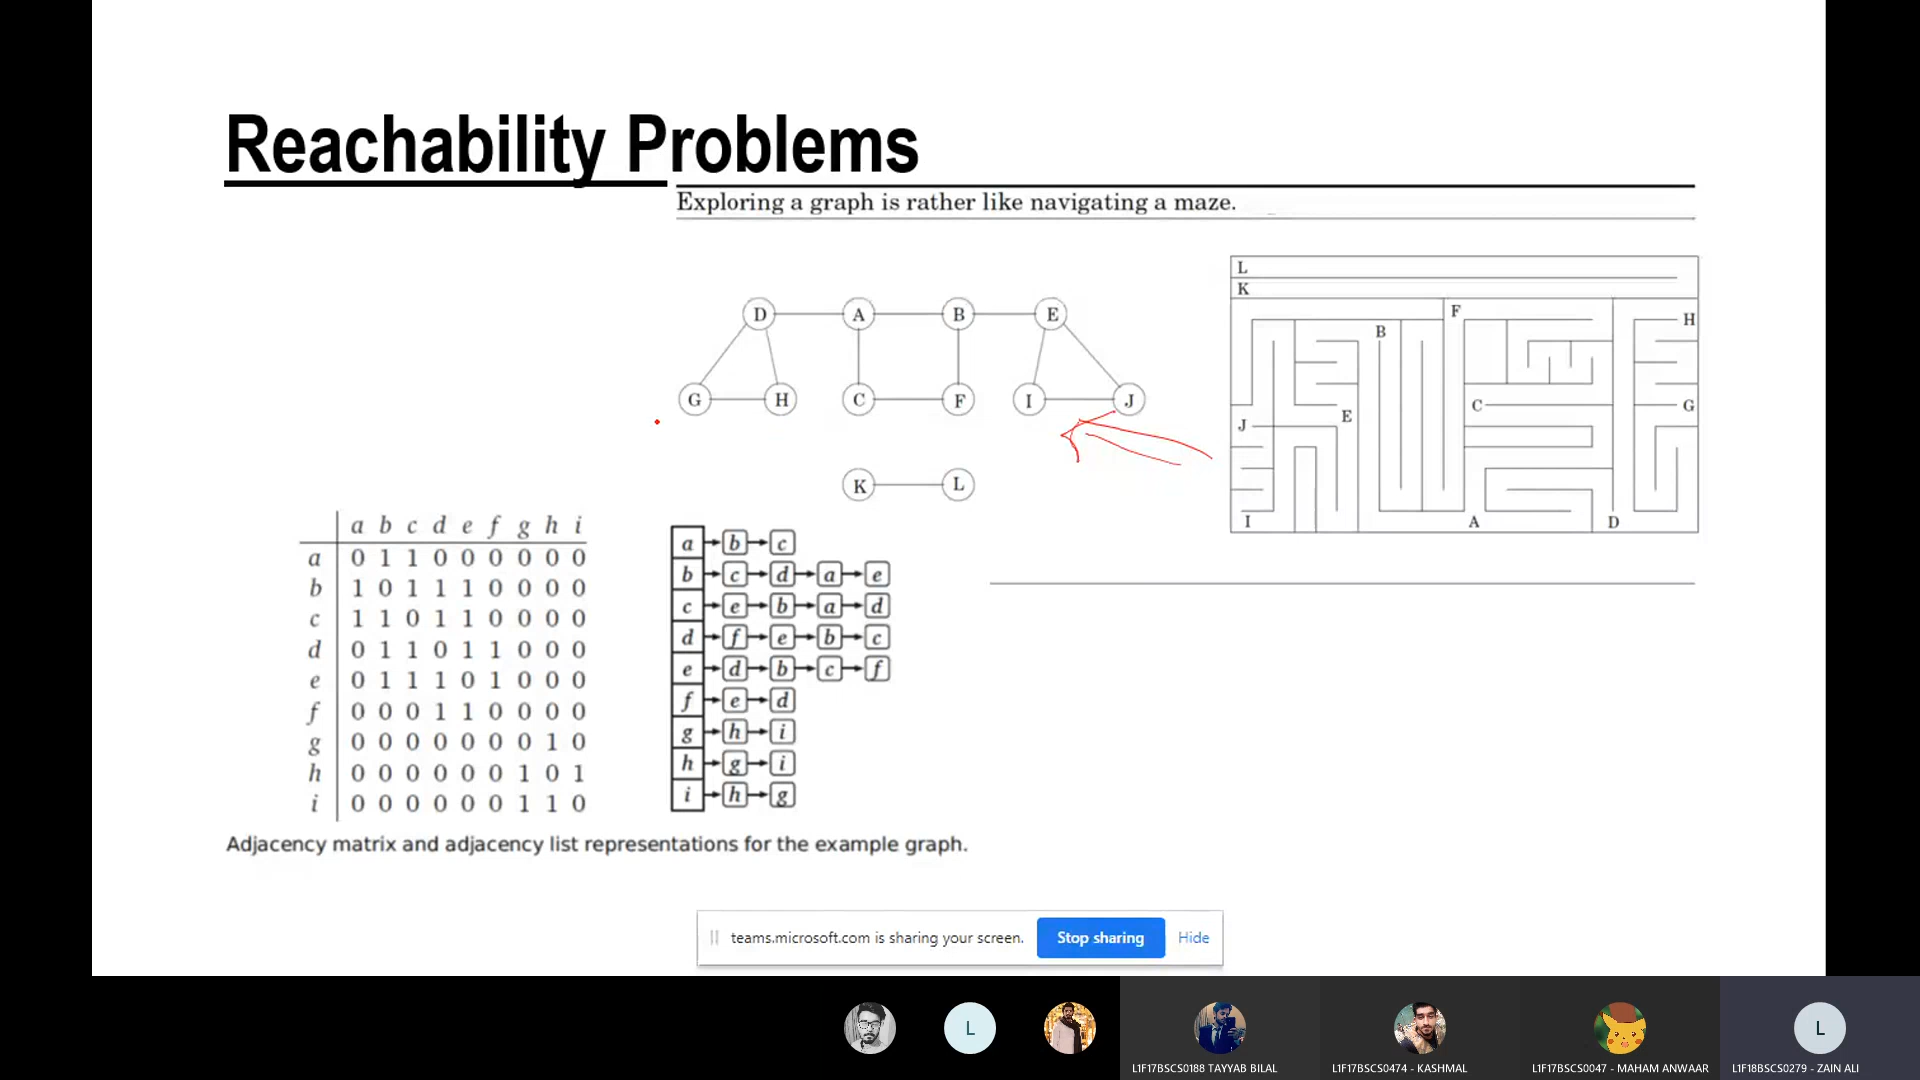 Reachability Problems
Exploring a graph is rather like navigating a maze.
D A B E
G H C F I J
K L
L
K
F
B
H
C
G
J
E
I A D
a b c d e f g h i
a 0 1 1 0 0 0 0 0 0
b 1 0 1 1 1 0 0 0 0
c 1 1 0 1 1 0 0 0 0
d 0 1 1 0 1 1 0 0 0
e 0 1 1 1 0 1 0 0 0
f 0 0 0 1 1 0 0 0 0
g 0 0 0 0 0 0 0 1 0
h 0 0 0 0 0 0 1 0 1
i 0 0 0 0 0 0 1 1 0
a b c
b c d a e
c e b a d
d f e b c
e d b c f
f e d
g h i
h g i
i h g
Adjacency matrix and adjacency list representations for the example graph.
teams.microsoft.com is sharing your screen. Stop sharing Hide
L L
L1F17BSCS0188 TAYYAB BILAL L1F17BSCS0474 - KASHMAL L1F17BSCS0047 - MAHAM ANWAAR L1F18BSCS0279 - ZAIN ALI